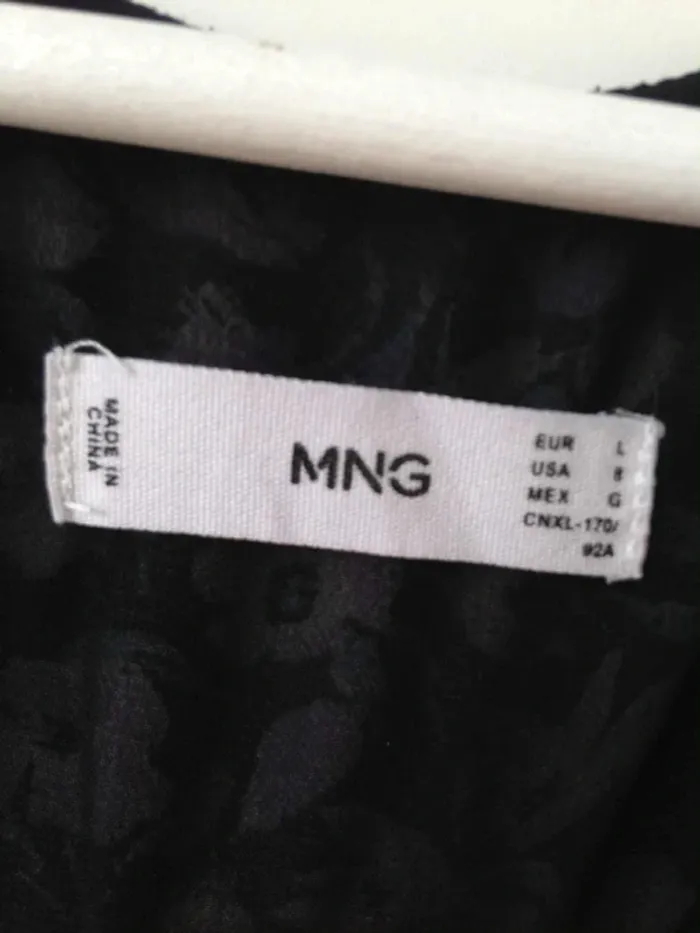 MADE IN
CHINA
MNG
EUR L
USA 8
MEX G
CNXL-170/
92A